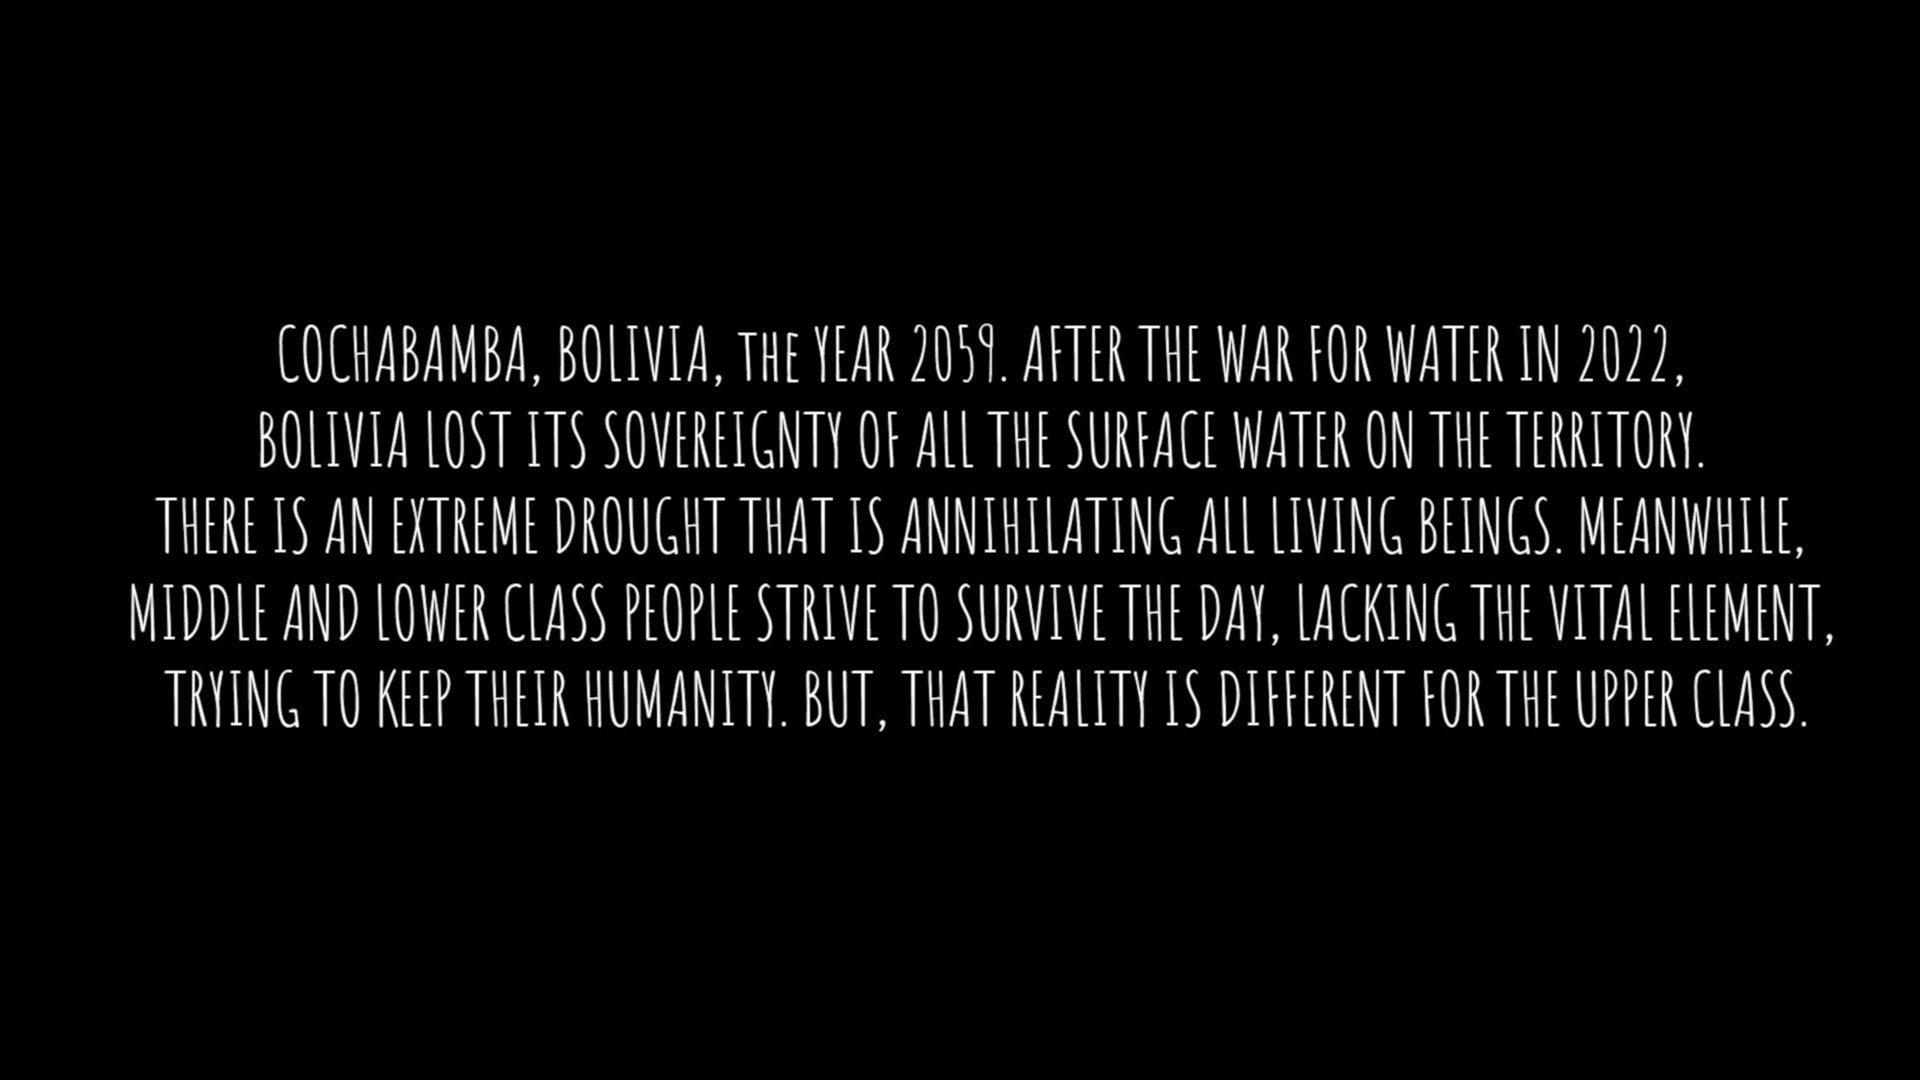 COCHABAMBA, BOLIVIA, THE YEAR 2059. AFTER THE WAR FOR WATER IN 2022,
BOLIVIA LOST ITS SOVEREIGNTY OF ALL THE SURFACE WATER ON THE TERRITORY.
THERE IS AN EXTREME DROUGHT THAT IS ANNIHILATING ALL LIVING BEINGS. MEANWHILE,
MIDDLE AND LOWER CLASS PEOPLE STRIVE TO SURVIVE THE DAY, LACKING THE VITAL ELEMENT,
TRYING TO KEEP THEIR HUMANITY. BUT, THAT REALITY IS DIFFERENT FOR THE UPPER CLASS.